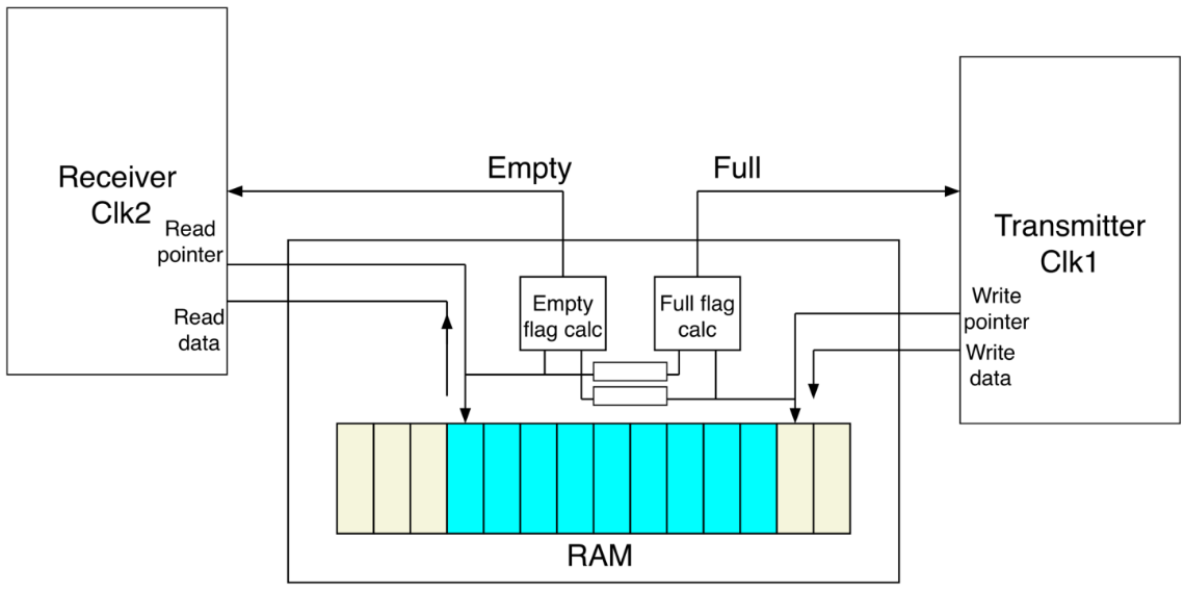 Empty
Full
Receiver
Clk2
Read
pointer
Read
data
Transmitter
Clk1
Write
pointer
Write
data
Empty
flag calc
Full flag
calc
RAM